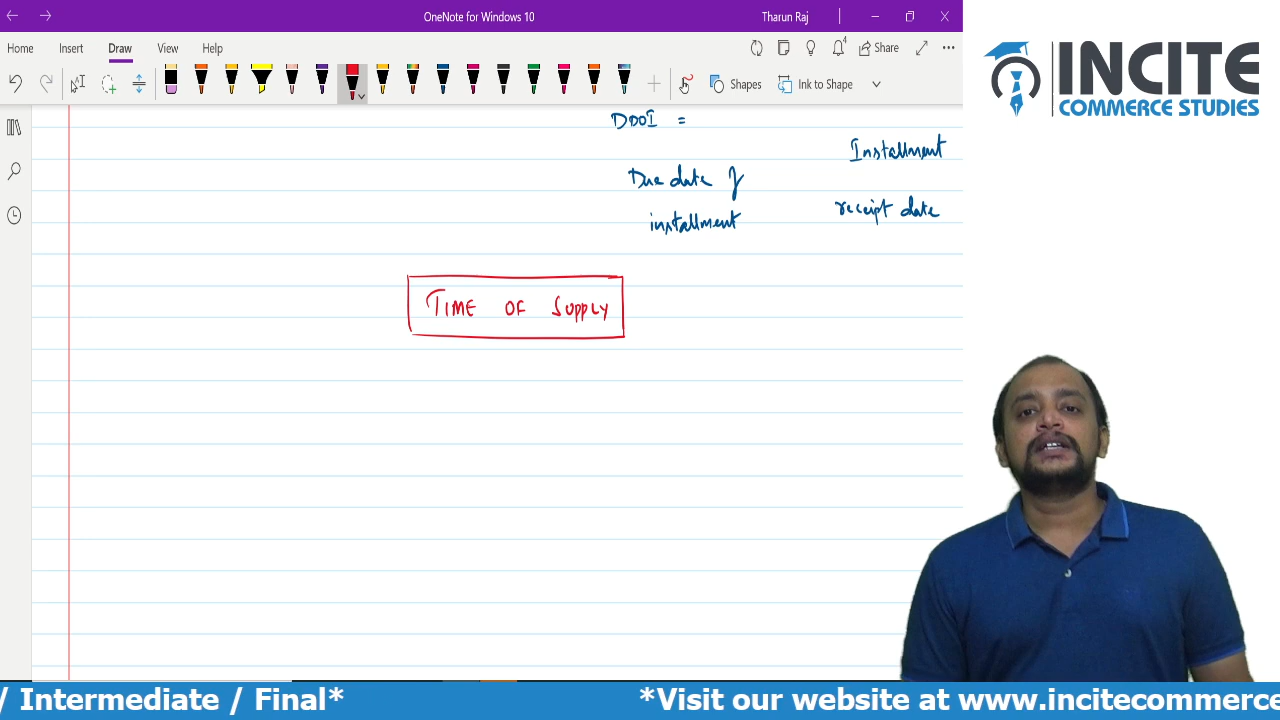 OneNote for Windows 10
Tharun Raj
Home Insert Draw View Help
4
Share
Shapes
Ink to Shape
INCITE
COMMERCE STUDIES
DDOI =
Installment
Due date of
receipt date
installment
TIME OF SUPPLY
/ Intermediate / Final*
*Visit our website at www.incitecommerce